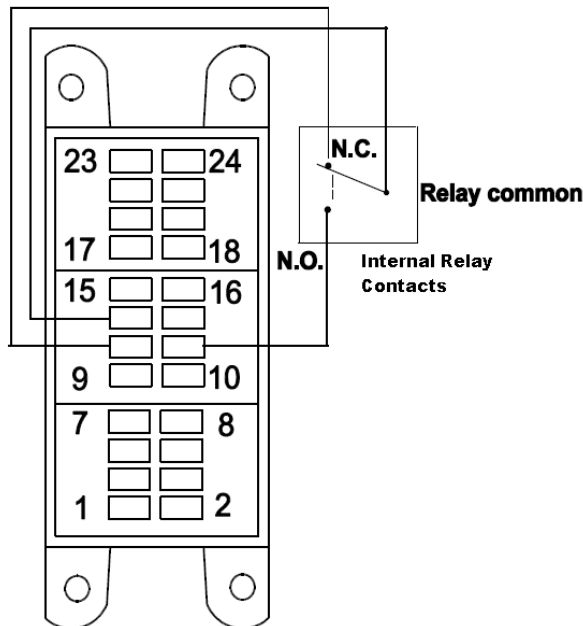 N.C.
23 24
Relay common
17 18
N.O. Internal Relay
Contacts
15 16
9 10
7 8
1 2